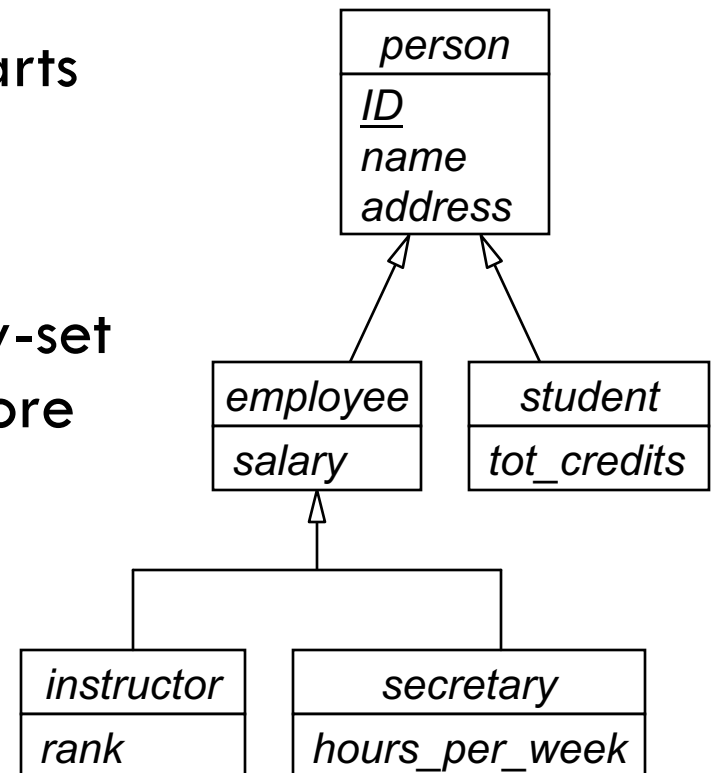 arts
y-set
ore
person
ID
name
address
employee
salary
student
tot_credits
instructor
rank
secretary
hours_per_week